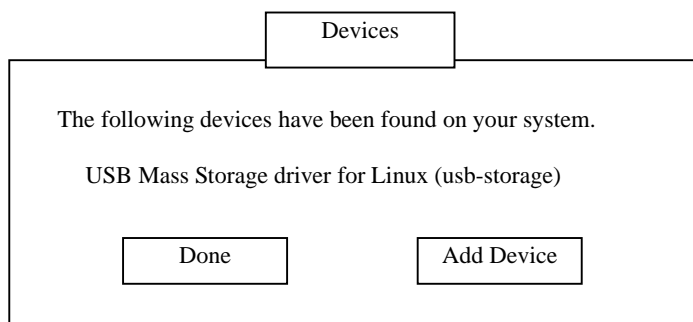 Devices
The following devices have been found on your system.
USB Mass Storage driver for Linux (usb-storage)
Done
Add Device